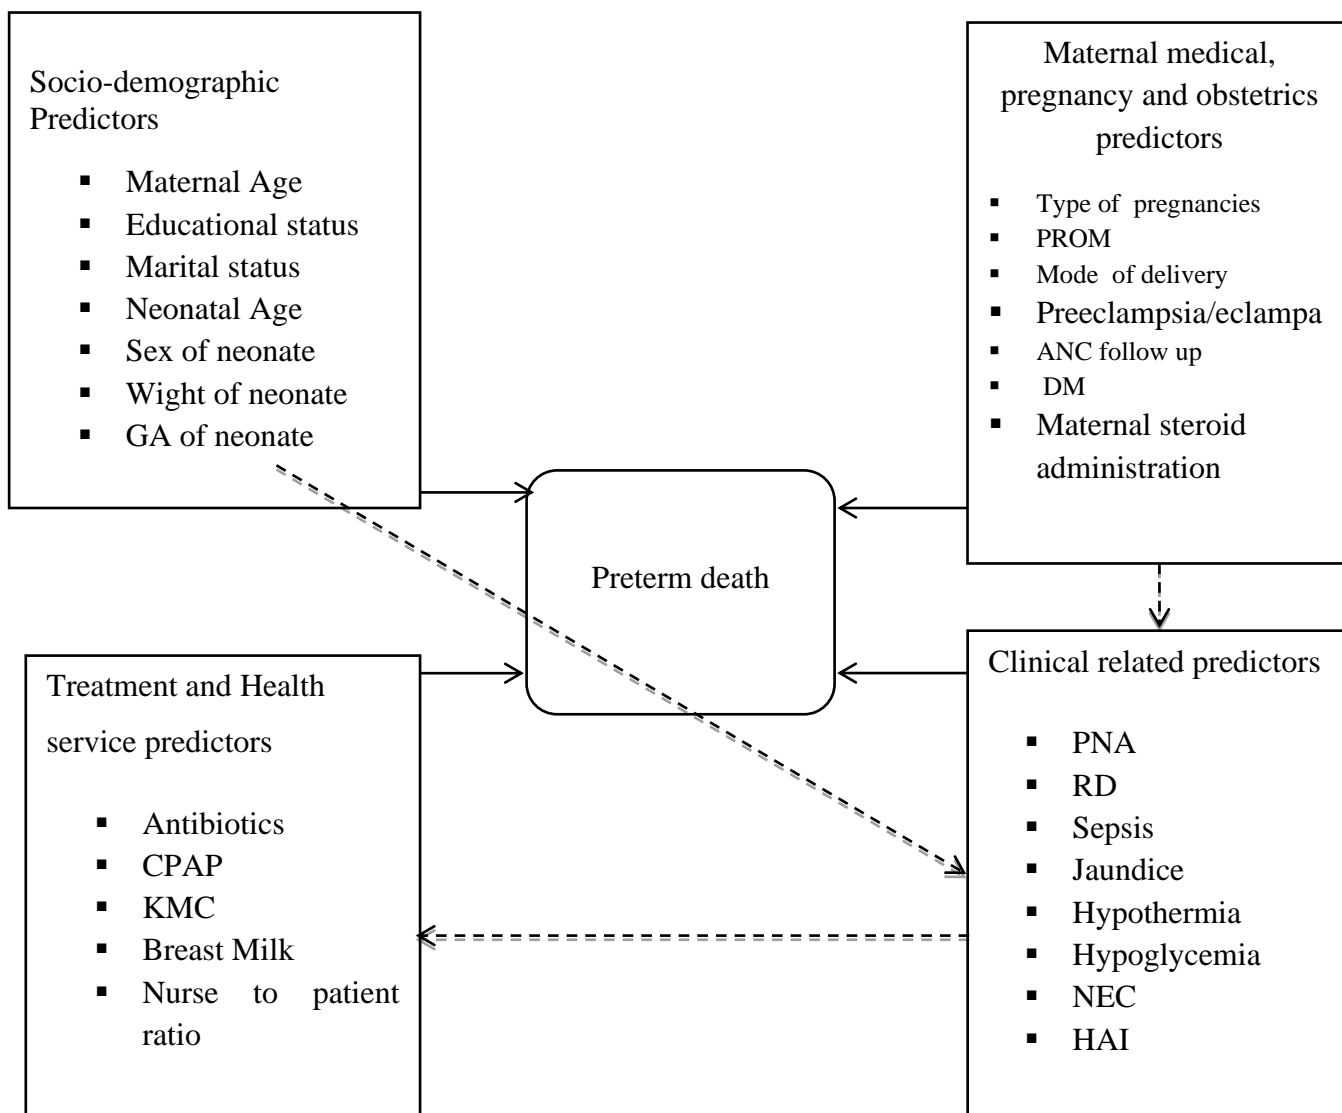 Socio-demographic
Predictors
▪ Maternal Age
▪ Educational status
▪ Marital status
▪ Neonatal Age
▪ Sex of neonate
▪ Wight of neonate
▪ GA of neonate
Maternal medical,
pregnancy and obstetrics
predictors
▪ Type of pregnancies
▪ PROM
▪ Mode of delivery
▪ Preeclampsia/eclampa
▪ ANC follow up
▪ DM
▪ Maternal steroid
administration
Preterm death
Treatment and Health
service predictors
▪ Antibiotics
▪ CPAP
▪ KMC
▪ Breast Milk
▪ Nurse to patient
ratio
Clinical related predictors
▪ PNA
▪ RD
▪ Sepsis
▪ Jaundice
▪ Hypothermia
▪ Hypoglycemia
▪ NEC
▪ HAI